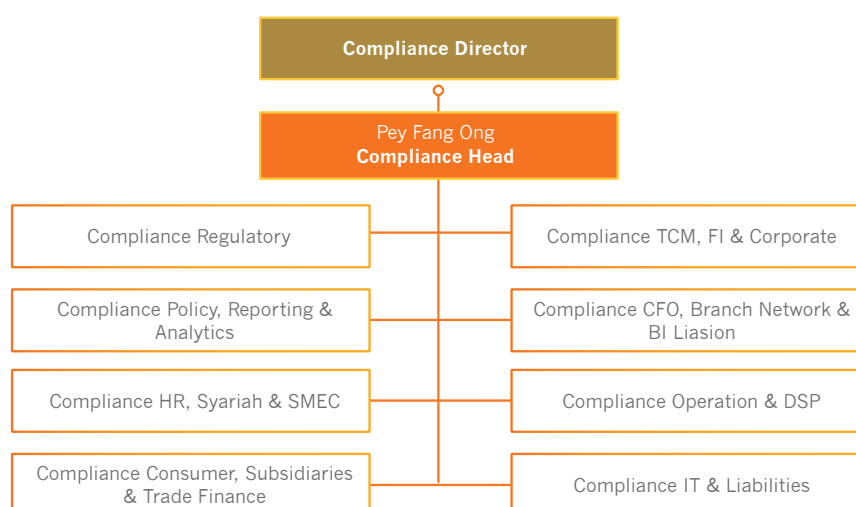 Compliance Director
Pey Fang Ong
Compliance Head
Compliance Regulatory
Compliance TCM, FI & Corporate
Compliance Policy, Reporting &
Analytics
Compliance CFO, Branch Network &
BI Liasion
Compliance HR, Syariah & SMEC
Compliance Operation & DSP
Compliance Consumer, Subsidiaries
& Trade Finance
Compliance IT & Liabilities